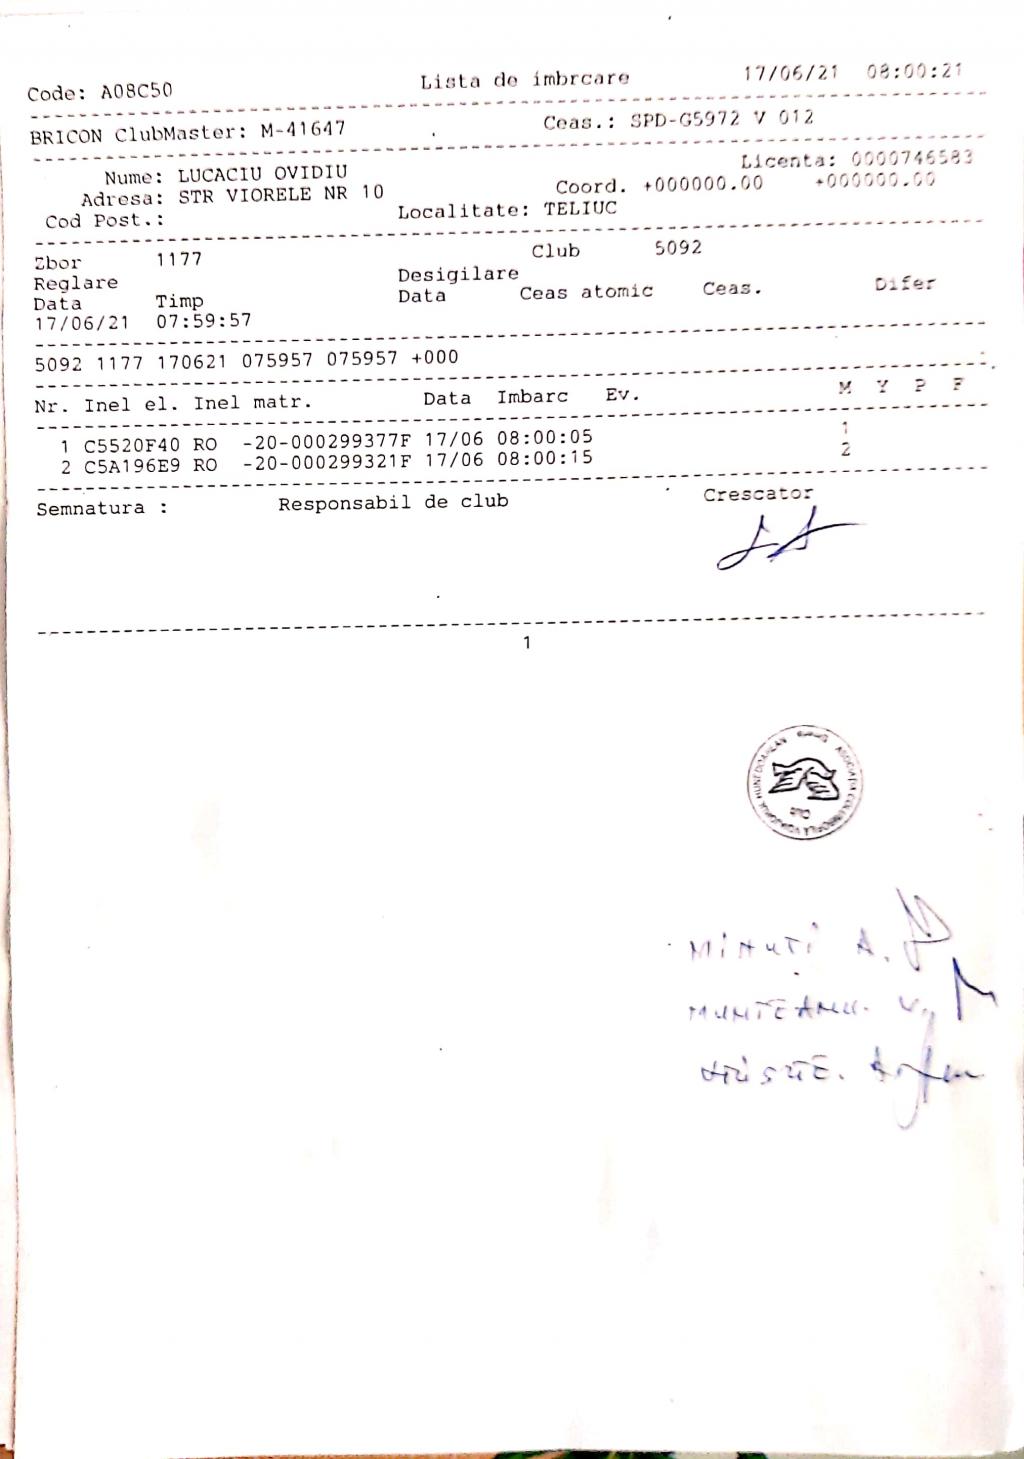 Code: A08C50 Lista de imbrcare 17/06/21 08:00:21
BRICON ClubMaster: M-41647 Ceas.: SPD-G5972 V 012
Nume: LUCACIU OVIDIU Licenta: 0000746583
Adresa: STR VIORELE NR 10 Coord. +000000.00 +000000.00
Cod Post.: Localitate: TELIUC
Zbor 1177 Club 5092
Reglare Desigilare
Data Timp Data Ceas atomic Ceas. Difer
17/06/21 07:59:57
5092 1177 170621 075957 075957 +000
Nr. Inel el. Inel matr. Data Imbarc Ev. M Y P F
1 C5520F40 RO -20-000299377F 17/06 08:00:05 1
2 C5A196E9 RO -20-000299321F 17/06 08:00:15 2
Semnatura : Responsabil de club Crescator
1
MIHUTI A.
MUNTEANU. V.